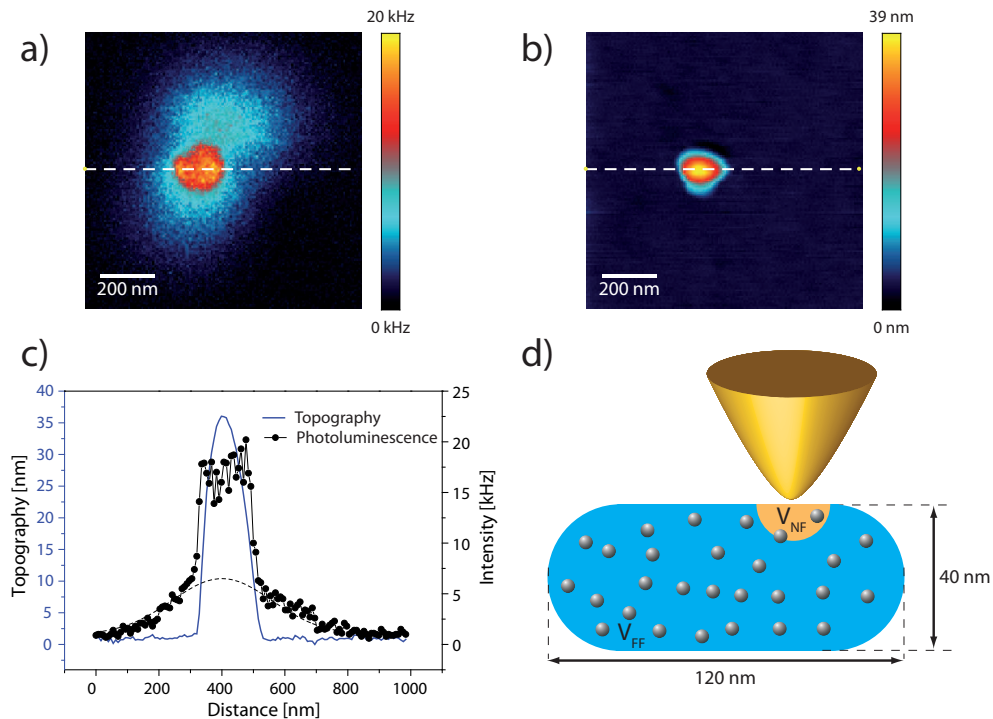 a)
20 kHz
200 nm
0 kHz
b)
39 nm
200 nm
0 nm
c)
40
35
30
25
20
15
10
5
0
Topography [nm]
Topography
Photoluminescence
25
20
15
10
5
0
Intensity [kHz]
0
200
400
600
800
1000
Distance [nm]
d)
V_NF
V_FF
40 nm
120 nm